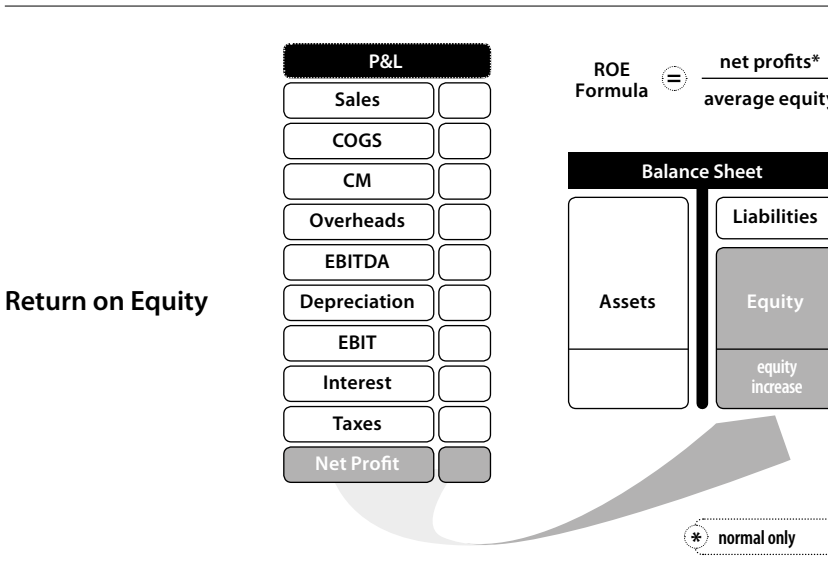 Return on Equity
P&L
Sales
COGS
CM
Overheads
EBITDA
Depreciation
EBIT
Interest
Taxes
Net Profit
ROE
Formula
=
net profits*
average equity
Balance Sheet
Assets
Liabilities
Equity
equity
increase
* normal only